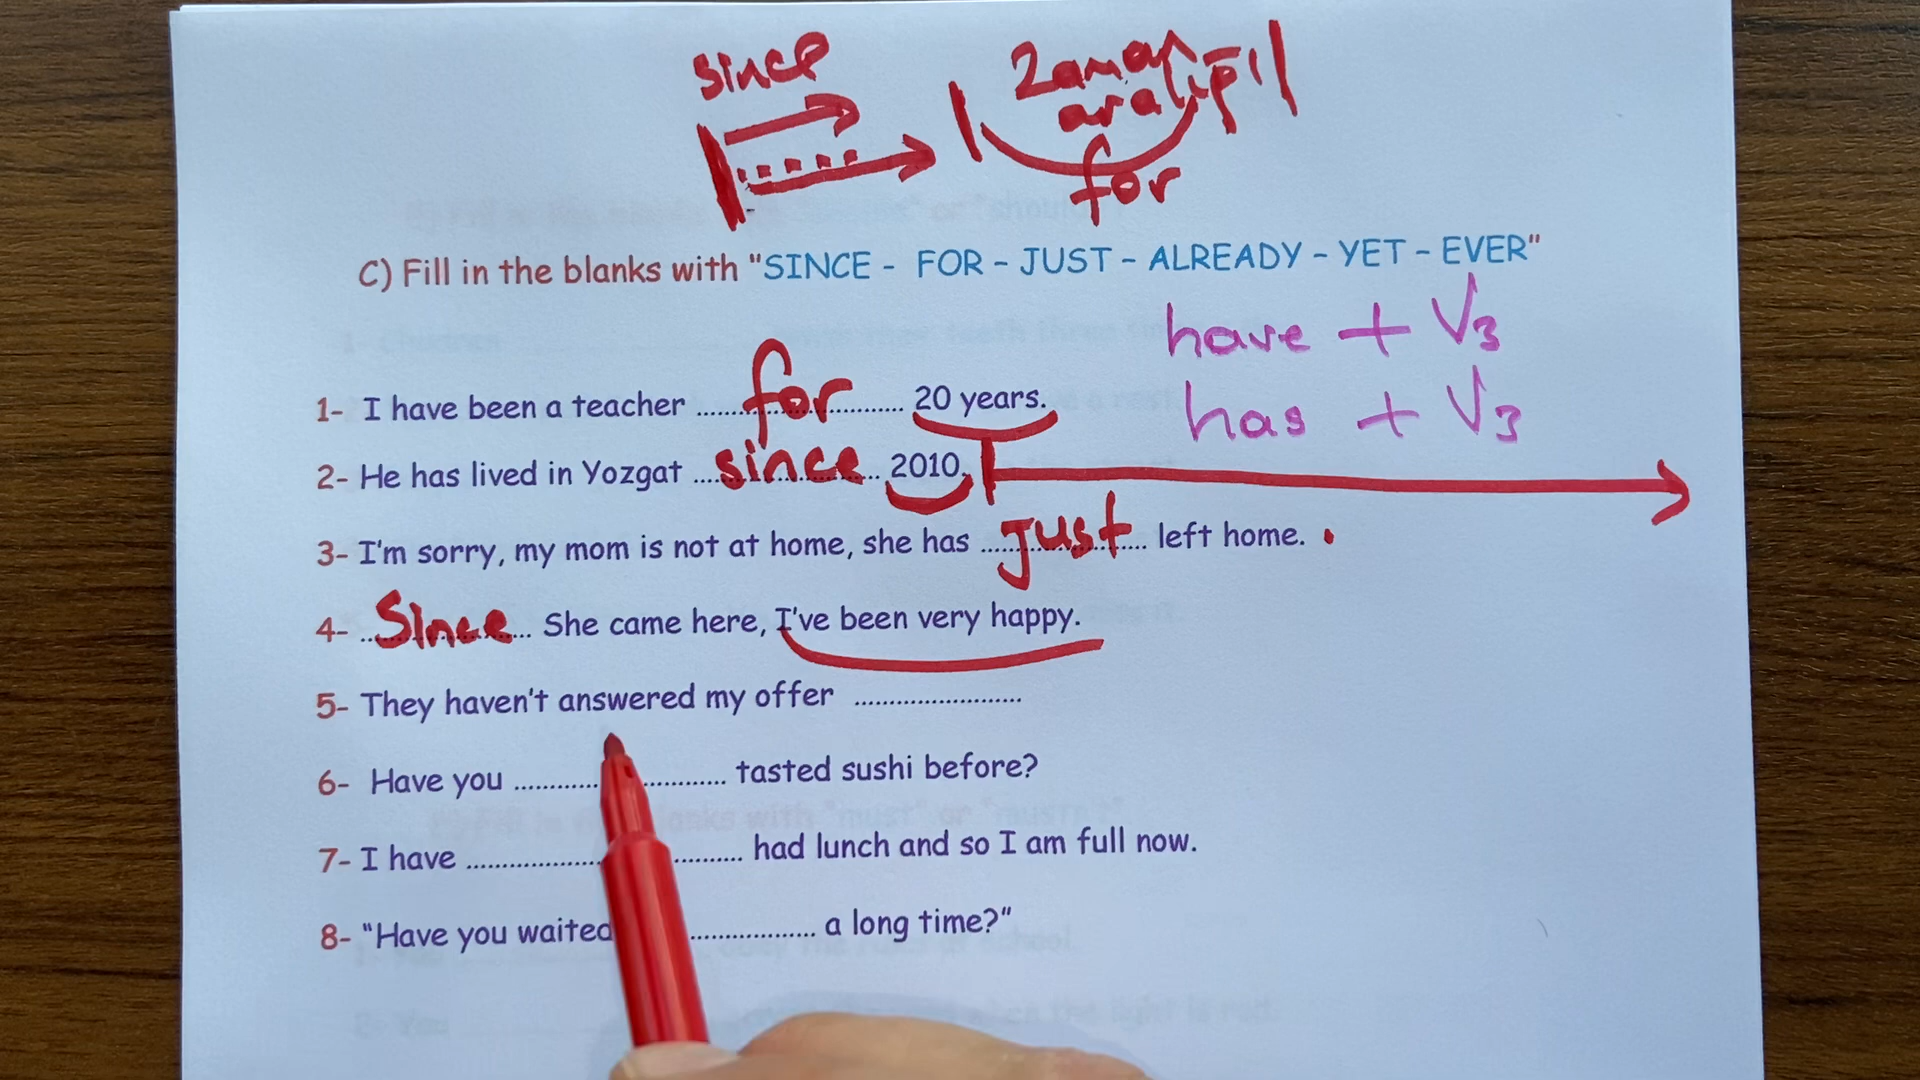 since
zaman
aralığı
for
C) Fill in the blanks with "SINCE - FOR - JUST - ALREADY - YET - EVER"
have + V3
has + V3
1- I have been a teacher ......for...... 20 years.
2- He has lived in Yozgat ....since.... 2010.
3- I'm sorry, my mom is not at home, she has ....just.... left home.
4- ..Since.. She came here, I've been very happy.
5- They haven't answered my offer ........................
6- Have you ........................ tasted sushi before?
7- I have ........................ had lunch and so I am full now.
8- "Have you waited ................ a long time?"